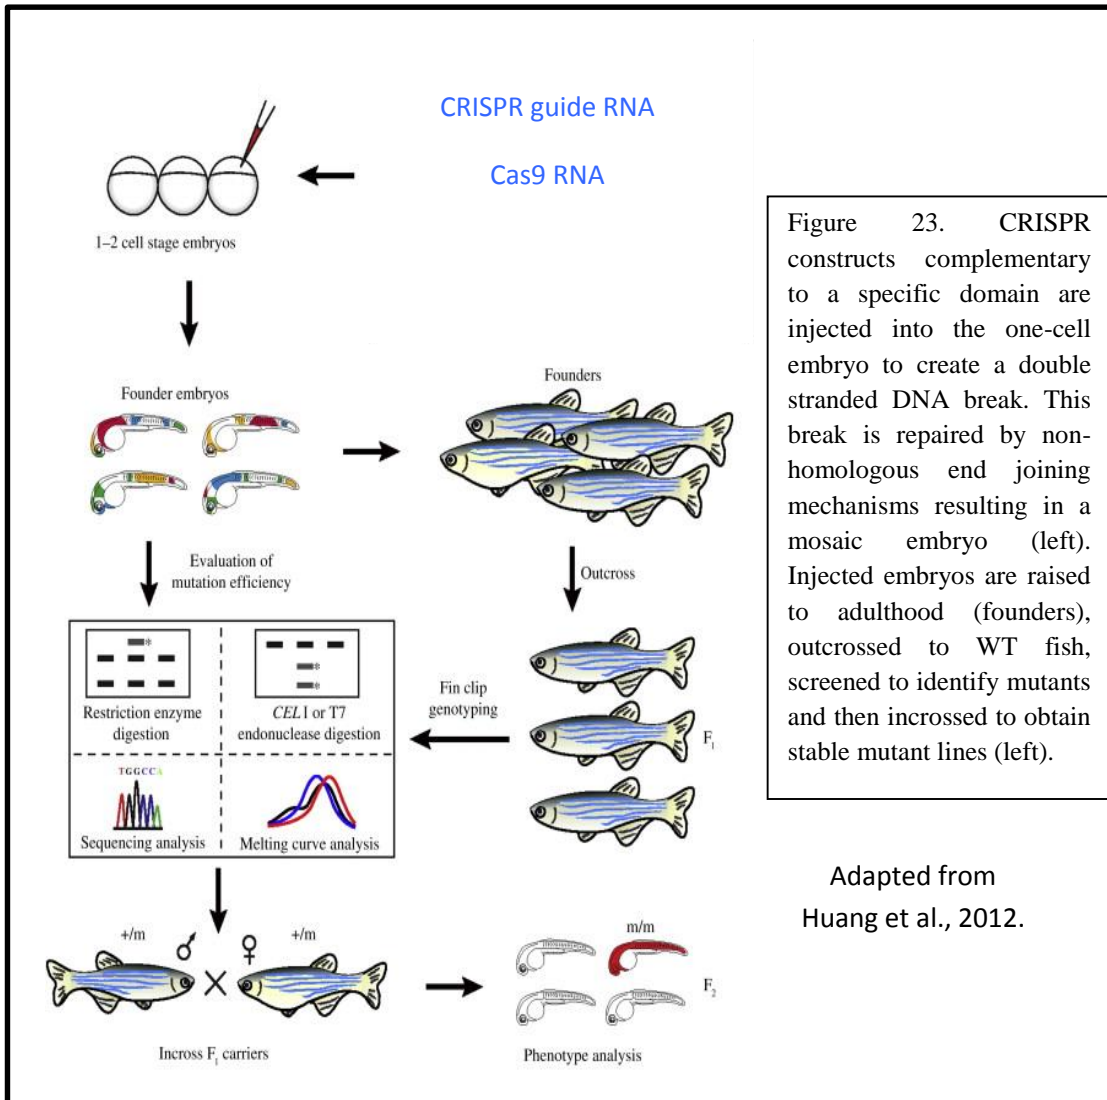 CRISPR guide RNA
Cas9 RNA
1–2 cell stage embryos
Founder embryos
Founders
Evaluation of
mutation efficiency
Outcross
*
*
*
Restriction enzyme
digestion
CEL I or T7
endonuclease digestion
TGGCCA
Sequencing analysis
Melting curve analysis
Fin clip
genotyping
F1
+/m
♂
♀
+/m
Incross F1 carriers
m/m
F2
Phenotype analysis
Figure 23. CRISPR
constructs complementary
to a specific domain are
injected into the one-cell
embryo to create a double
stranded DNA break. This
break is repaired by non-
homologous end joining
mechanisms resulting in a
mosaic embryo (left).
Injected embryos are raised
to adulthood (founders),
outcrossed to WT fish,
screened to identify mutants
and then incrossed to obtain
stable mutant lines (left).
Adapted from
Huang et al., 2012.